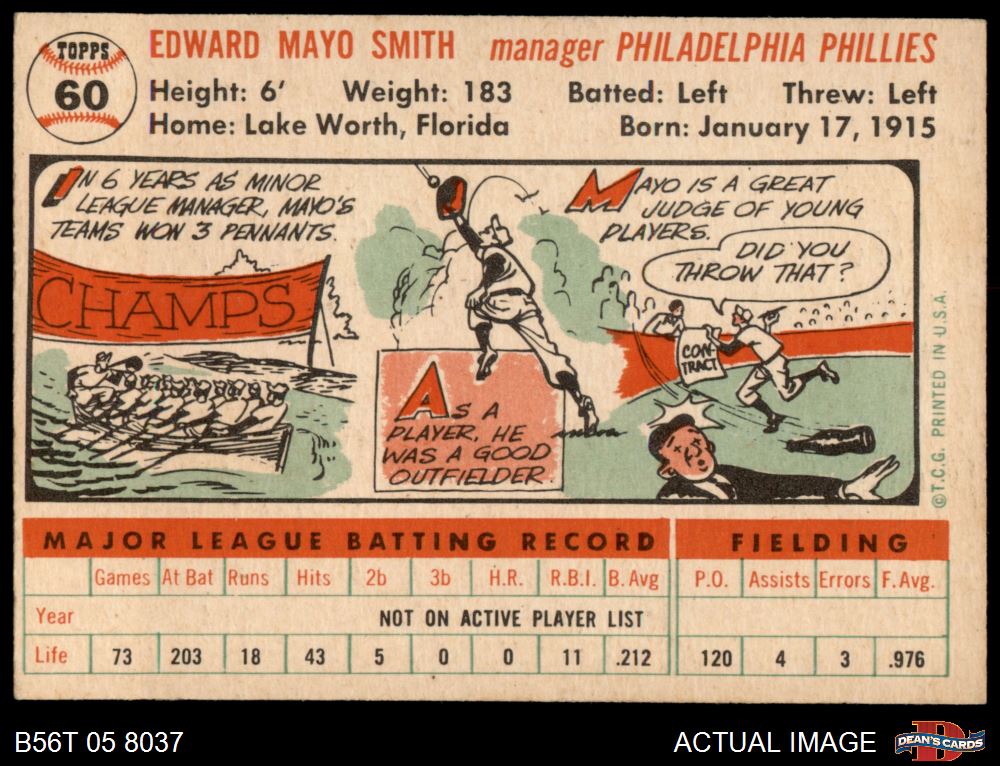 TOPPS
60
EDWARD MAYO SMITH manager PHILADELPHIA PHILLIES
Height: 6' Weight: 183 Batted: Left Threw: Left
Home: Lake Worth, Florida Born: January 17, 1915
IN 6 YEARS AS MINOR
LEAGUE MANAGER, MAYO'S
TEAMS WON 3 PENNANTS.
CHAMPS
AS A
PLAYER, HE
WAS A GOOD
OUTFIELDER.
MAYO IS A GREAT
JUDGE OF YOUNG
PLAYERS.
DID YOU
THROW THAT?
CON-
TRACT
©T.C.G. PRINTED IN U.S.A.
MAJOR LEAGUE BATTING RECORD FIELDING
Games At Bat Runs Hits 2b 3b H.R. R.B.I. B. Avg P.O. Assists Errors F. Avg.
Year NOT ON ACTIVE PLAYER LIST
Life 73 203 18 43 5 0 0 11 .212 120 4 3 .976
B56T 05 8037 ACTUAL IMAGE DEAN'S CARDS